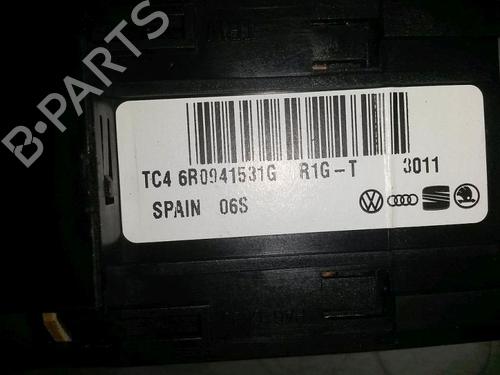 B-PARTS
TC4 6R0941531G R1G-T 3011
SPAIN 06S